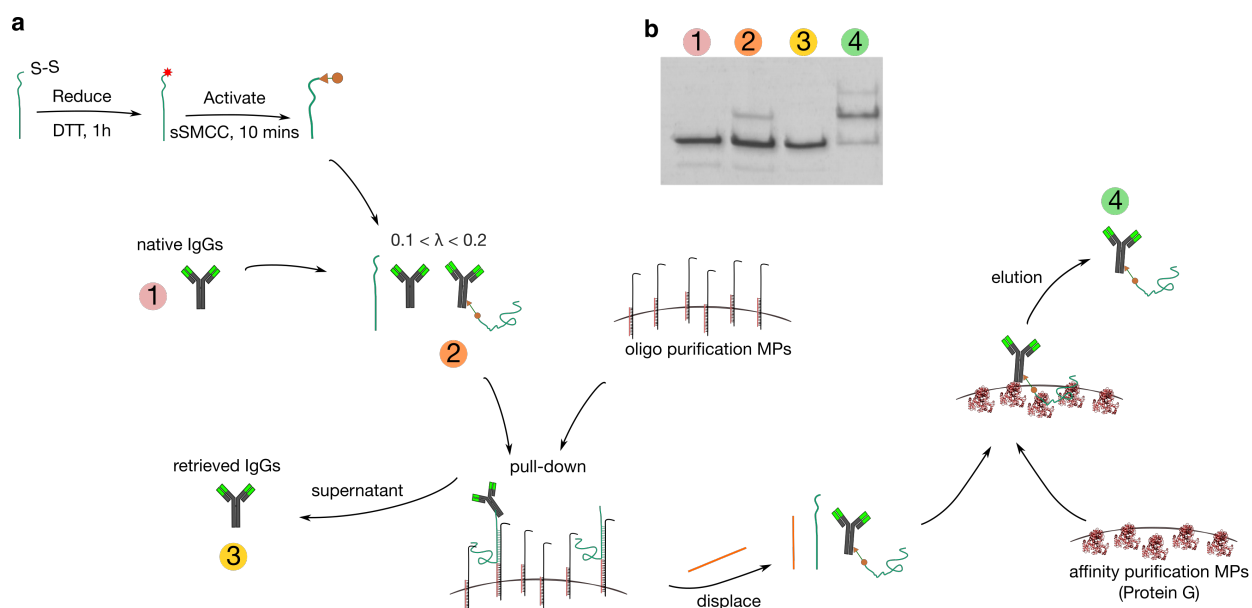 a
b
1
2
3
4
S-S
Reduce
DTT, 1h
Activate
sSMCC, 10 mins
native IgGs
1
0.1 < λ < 0.2
2
oligo purification MPs
4
elution
pull-down
retrieved IgGs
supernatant
3
displace
affinity purification MPs
(Protein G)